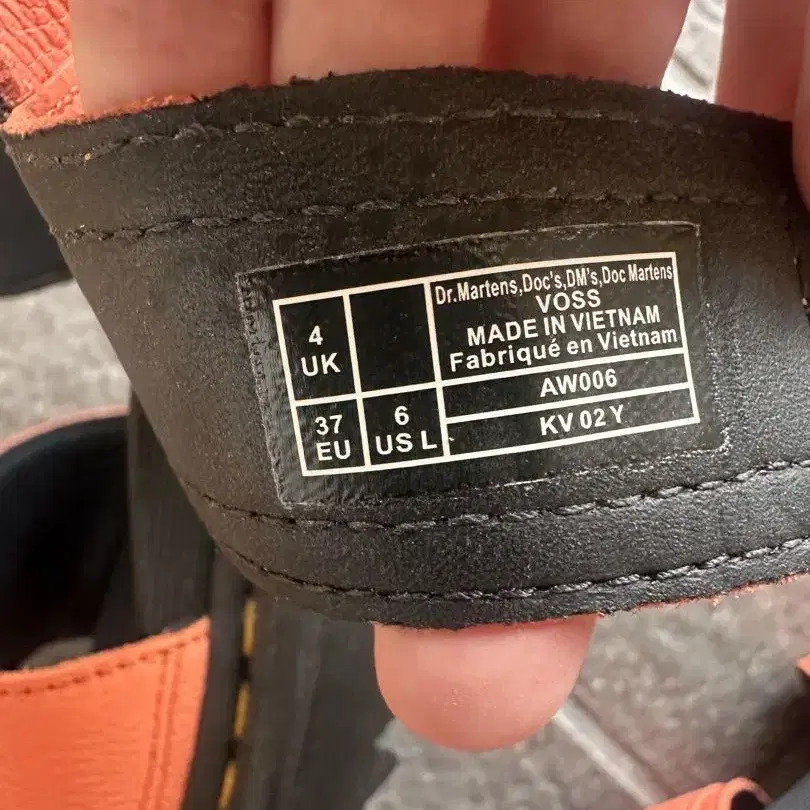 4
UK
Dr.Martens,Doc's,DM's,Doc Martens
VOSS
MADE IN VIETNAM
Fabriqué en Vietnam
37
EU
6
US L
AW006
KV 02 Y